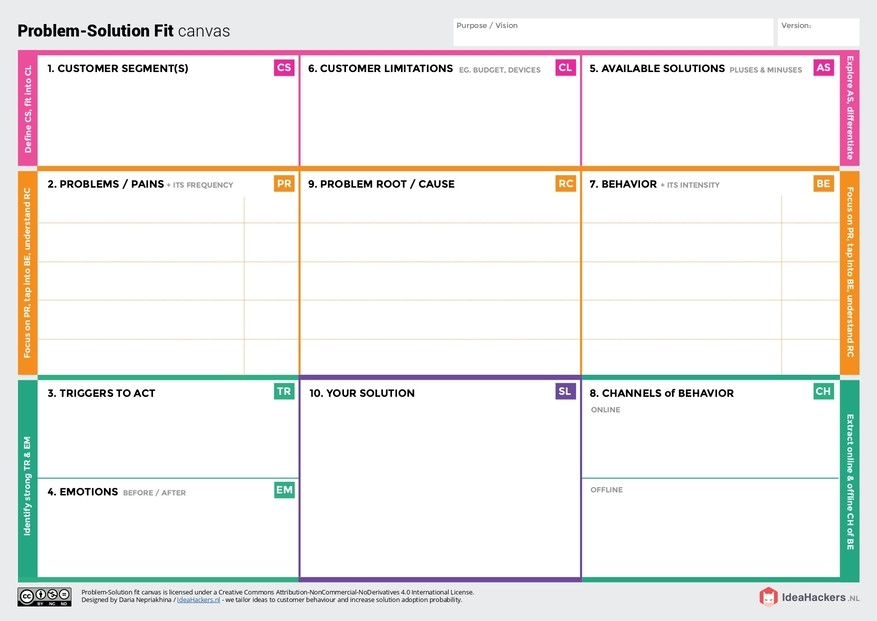 Problem-Solution Fit canvas
Purpose / Vision
Version:
Define CS, fit into CL
1. CUSTOMER SEGMENT(S)
CS
6. CUSTOMER LIMITATIONS EG. BUDGET, DEVICES
CL
5. AVAILABLE SOLUTIONS PLUSES & MINUSES
AS
Explore AS, differentiate
Focus on PR, tap into BE, understand RC
2. PROBLEMS / PAINS + ITS FREQUENCY
PR
9. PROBLEM ROOT / CAUSE
RC
7. BEHAVIOR + ITS INTENSITY
BE
Focus on PR, tap into BE, understand RC
Identify strong TR & EM
3. TRIGGERS TO ACT
TR
10. YOUR SOLUTION
SL
8. CHANNELS of BEHAVIOR
CH
ONLINE
Extract online & offline CH of BE
4. EMOTIONS BEFORE / AFTER
EM
OFFLINE
cc
BY NC ND
Problem-Solution fit canvas is licensed under a Creative Commons Attribution-NonCommercial-NoDerivatives 4.0 International License.
Designed by Daria Nepriakhina / IdeaHackers.nl - we tailor ideas to customer behaviour and increase solution adoption probability.
IdeaHackers.NL